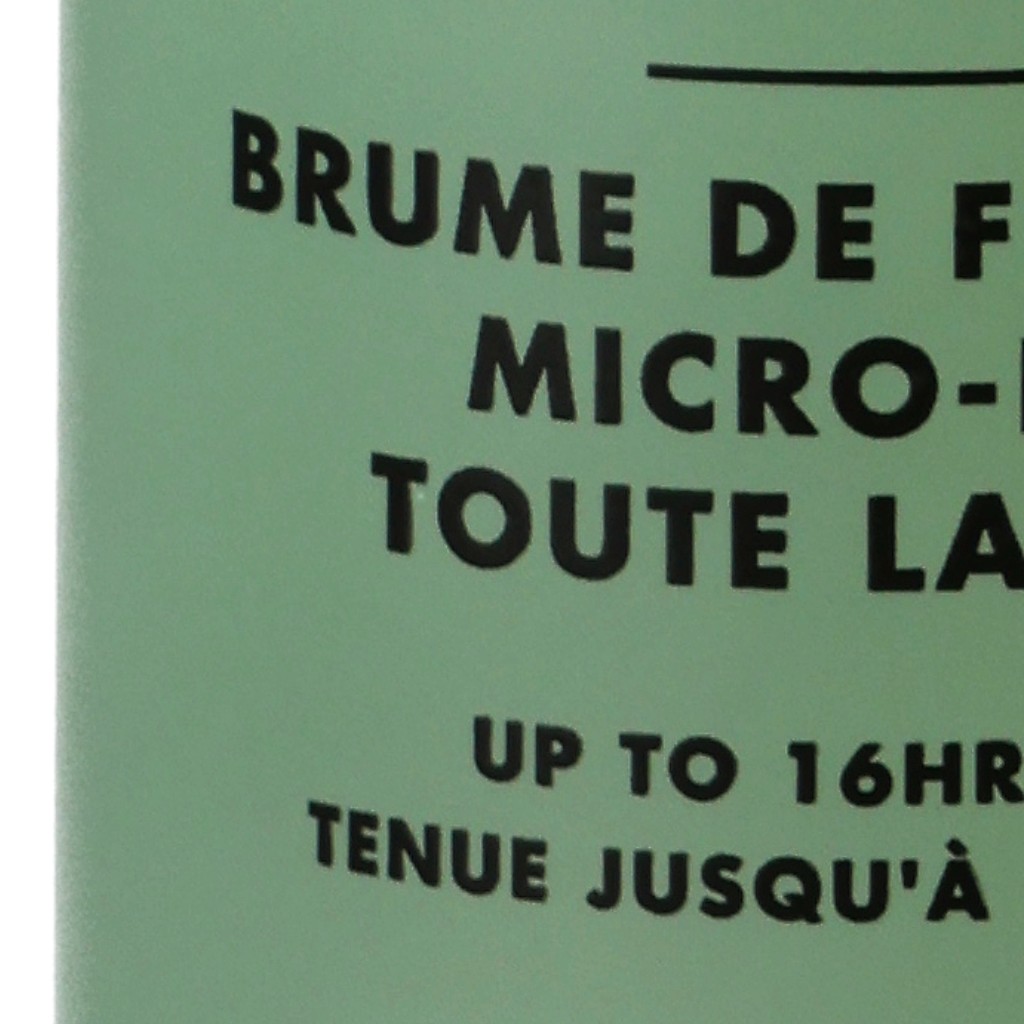 BRUME DE
MICRO-
TOUTE LA
UP TO 16HR
TENUE JUSQU'À